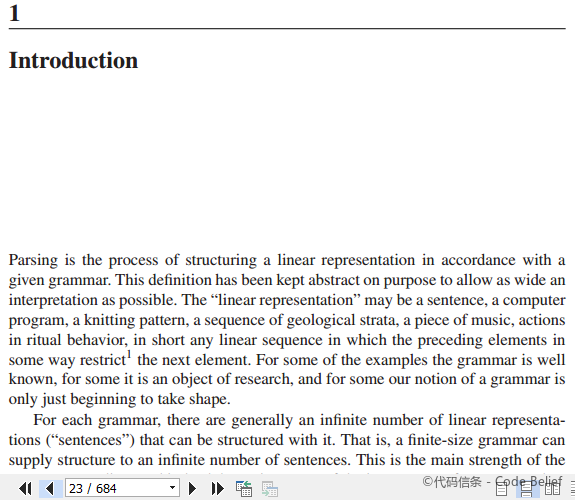 1
Introduction
Parsing is the process of structuring a linear representation in accordance with a
given grammar. This definition has been kept abstract on purpose to allow as wide an
interpretation as possible. The “linear representation” may be a sentence, a computer
program, a knitting pattern, a sequence of geological strata, a piece of music, actions
in ritual behavior, in short any linear sequence in which the preceding elements in
some way restrict¹ the next element. For some of the examples the grammar is well
known, for some it is an object of research, and for some our notion of a grammar is
only just beginning to take shape.
For each grammar, there are generally an infinite number of linear representa-
tions (“sentences”) that can be structured with it. That is, a finite-size grammar can
supply structure to an infinite number of sentences. This is the main strength of the
23 / 684
©代码信条 - Code Belief